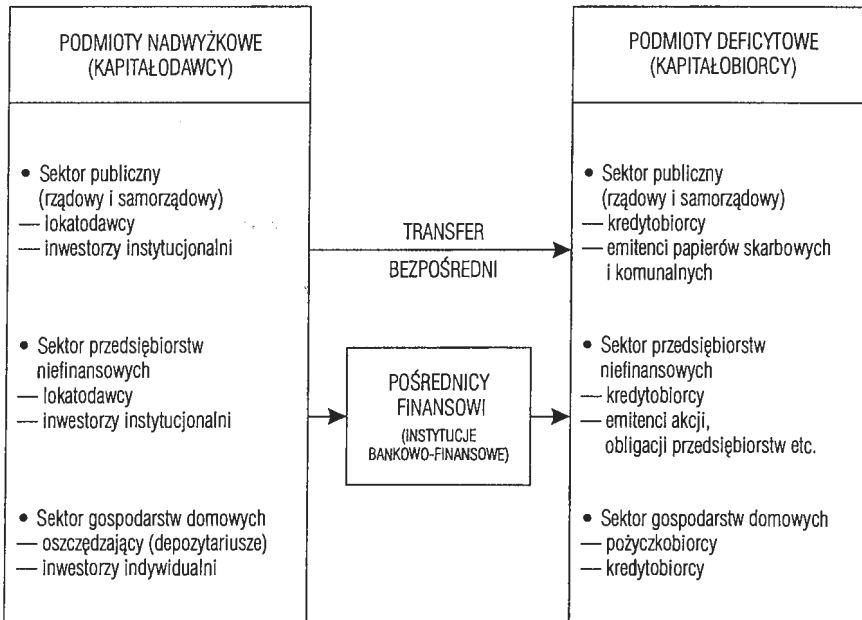 PODMIOTY NADWYŻKOWE
(KAPITAŁODAWCY)
• Sektor publiczny
(rządowy i samorządowy)
— lokatodawcy
— inwestorzy instytucjonalni
• Sektor przedsiębiorstw
niefinansowych
— lokatodawcy
— inwestorzy instytucjonalni
• Sektor gospodarstw domowych
— oszczędzający (depozytariusze)
— inwestorzy indywidualni
TRANSFER
BEZPOŚREDNI
POŚREDNICY
FINANSOWI
(INSTYTUCJE
BANKOWO-FINANSOWE)
PODMIOTY DEFICYTOWE
(KAPITAŁOBIORCY)
• Sektor publiczny
(rządowy i samorządowy)
— kredytobiorcy
— emitenci papierów skarbowych
i komunalnych
• Sektor przedsiębiorstw
niefinansowych
— kredytobiorcy
— emitenci akcji,
obligacji przedsiębiorstw etc.
• Sektor gospodarstw domowych
— pożyczkobiorcy
— kredytobiorcy